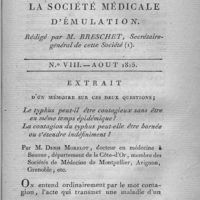 LA SOCIÉTÉ MÉDICALE
D'ÉMULATION.
Rédigé par M. BRESCHET, Secrétaire-
général de cette Société (1).
N.º VIII. — AOUT 1815.
EXTRAIT
D'UN MÉMOIRE SUR CES DEUX QUESTIONS;
Le typhus peut-il être contagieux sans être
en même temps épidémique?
La contagion du typhus peut-elle être bornée
ou s'étendre indéfiniment?
Par M. DENIS MORELOT, docteur en médecine à
Beaune, département de la Côte-d'Or, membre des
Sociétés de Médecine de Montpellier, Avignon,
Grenoble; etc.
ON entend ordinairement par le mot conta-
gion, l'acte qui transmet une maladie d'un